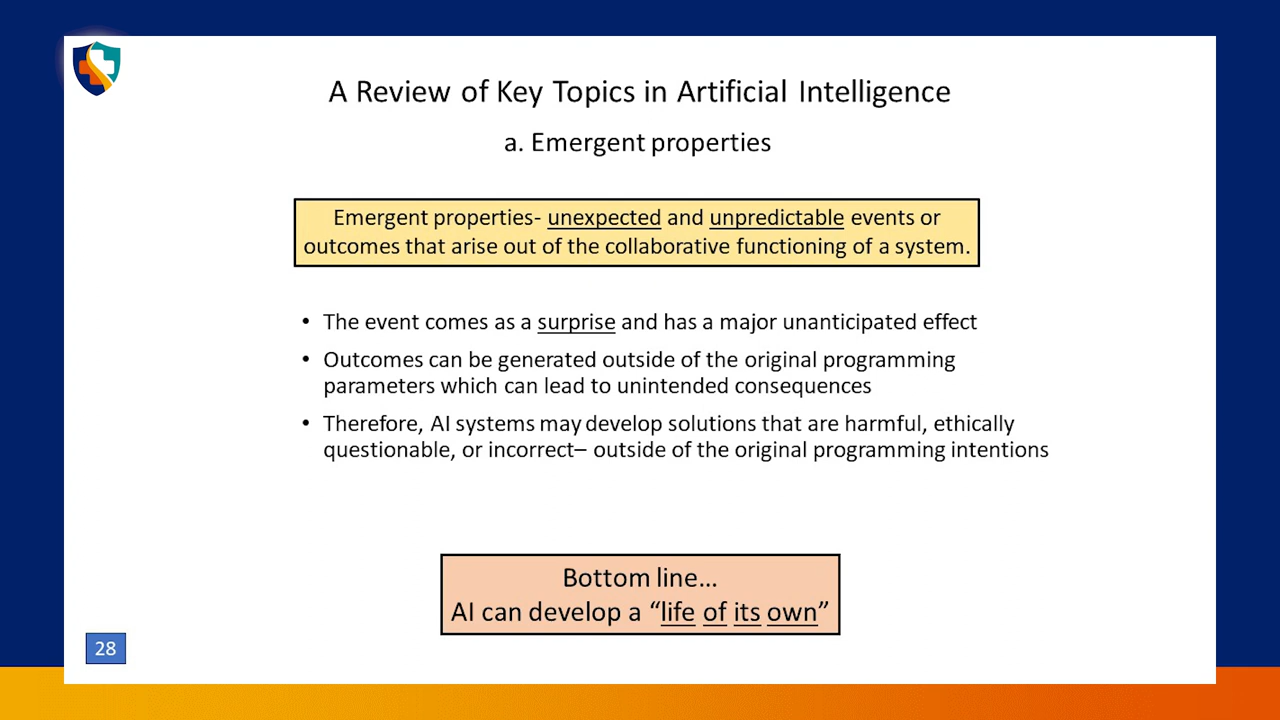 A Review of Key Topics in Artificial Intelligence
a. Emergent properties
Emergent properties- unexpected and unpredictable events or
outcomes that arise out of the collaborative functioning of a system.
• The event comes as a surprise and has a major unanticipated effect
• Outcomes can be generated outside of the original programming
parameters which can lead to unintended consequences
• Therefore, AI systems may develop solutions that are harmful, ethically
questionable, or incorrect– outside of the original programming intentions
Bottom line...
AI can develop a “life of its own”
28